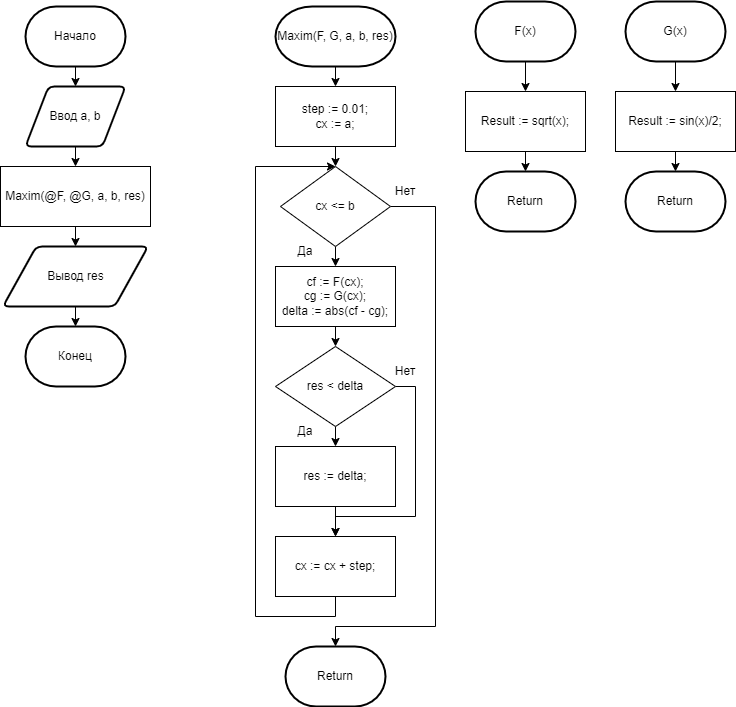 Начало
Ввод a, b
Maxim(@F, @G, a, b, res)
Вывод res
Конец
Maxim(F, G, a, b, res)
step := 0.01;
cx := a;
cx <= b
Нет
Да
cf := F(cx);
cg := G(cx);
delta := abs(cf - cg);
res < delta
Нет
Да
res := delta;
cx := cx + step;
Return
F(x)
Result := sqrt(x);
Return
G(x)
Result := sin(x)/2;
Return